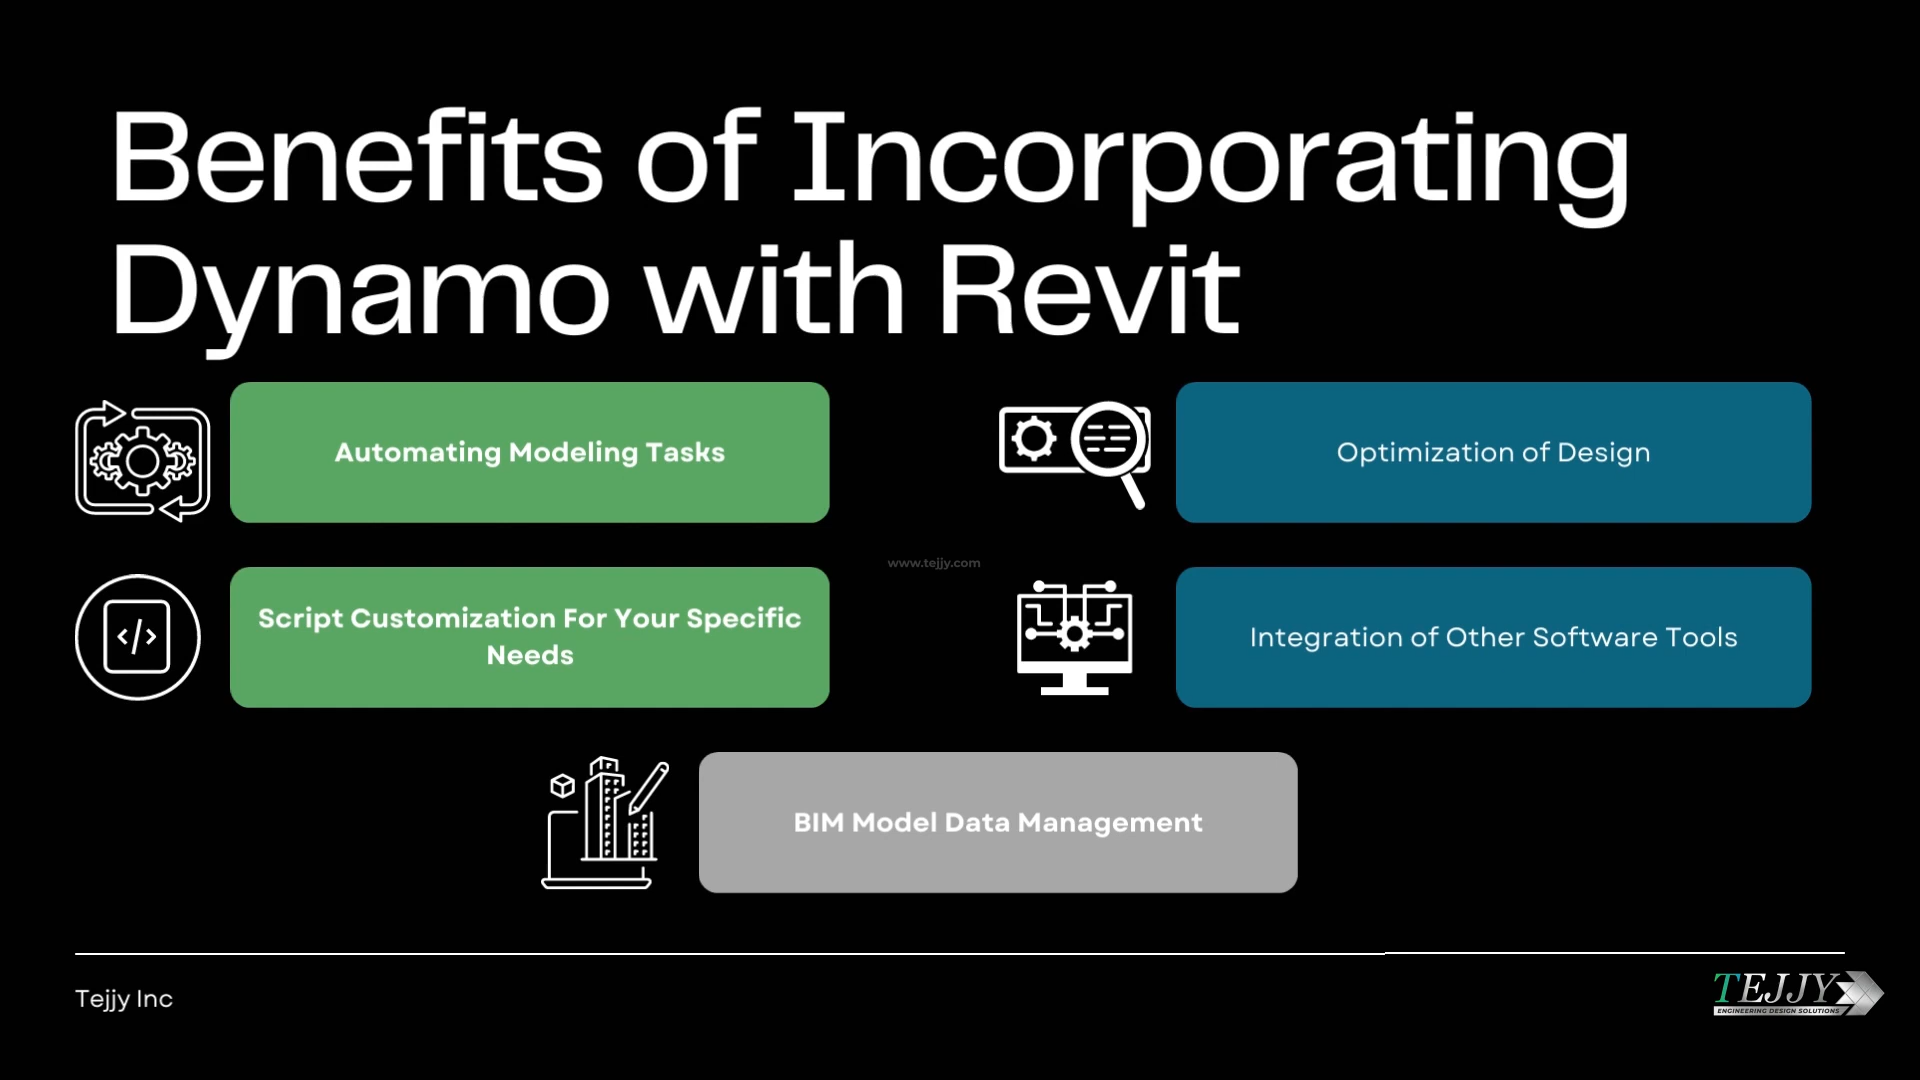 Benefits of Incorporating
Dynamo with Revit
Automating Modeling Tasks
Optimization of Design
www.tejjy.com
Script Customization For Your Specific
Needs
</>
Integration of Other Software Tools
BIM Model Data Management
Tejjy Inc
TEJJY
ENGINEERING DESIGN SOLUTIONS